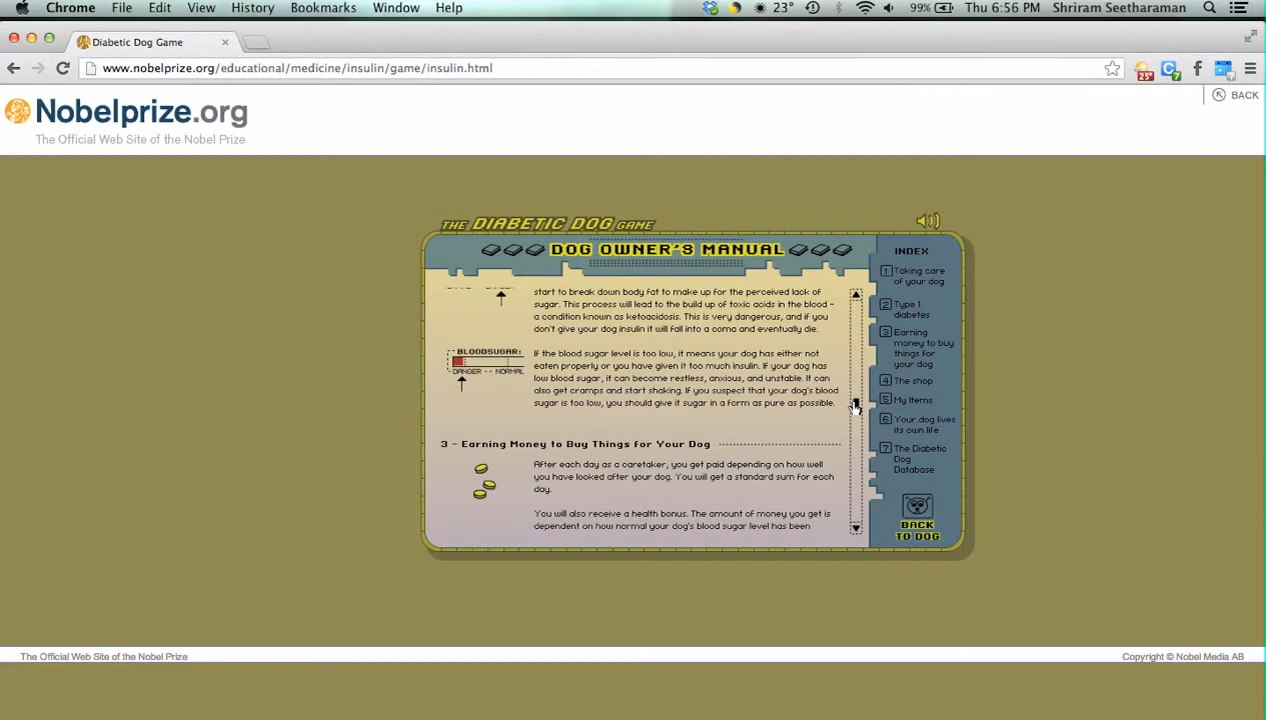 Chrome File Edit View History Bookmarks Window Help 23° 99% Thu 6:56 PM Shriram Seetharaman
Diabetic Dog Game
www.nobelprize.org/educational/medicine/insulin/game/insulin.html
25° 7
Nobelprize.org
The Official Web Site of the Nobel Prize
BACK
THE DIABETIC DOG GAME
DOG OWNER'S MANUAL
start to break down body fat to make up for the perceived lack of
sugar. This process will lead to the build up of toxic acids in the blood -
a condition known as ketoacidosis. This is very dangerous, and if you
don't give your dog insulin it will fall into a coma and eventually die.
BLOODSUGAR:
DANGER -- NORMAL
If the blood sugar level is too low, it means your dog has either not
eaten properly or you have given it too much insulin. If your dog has
low blood sugar, it can become restless, anxious, and unstable. It can
also get cramps and start shaking. If you suspect that your dog's blood
sugar is too low, you should give it sugar in a form as pure as possible.
3 - Earning Money to Buy Things for Your Dog
After each day as a caretaker, you get paid depending on how well
you have looked after your dog. You will get a standard sum for each
day.
You will also receive a health bonus. The amount of money you get is
dependent on how normal your dog's blood sugar level has been
INDEX
1 Taking care
of your dog
2 Type 1
diabetes
3 Earning
money to buy
things for
your dog
4 The shop
5 My Items
6 Your dog lives
its own life
7 The Diabetic
Dog
Database
BACK
TO DOG
The Official Web Site of the Nobel Prize
Copyright © Nobel Media AB